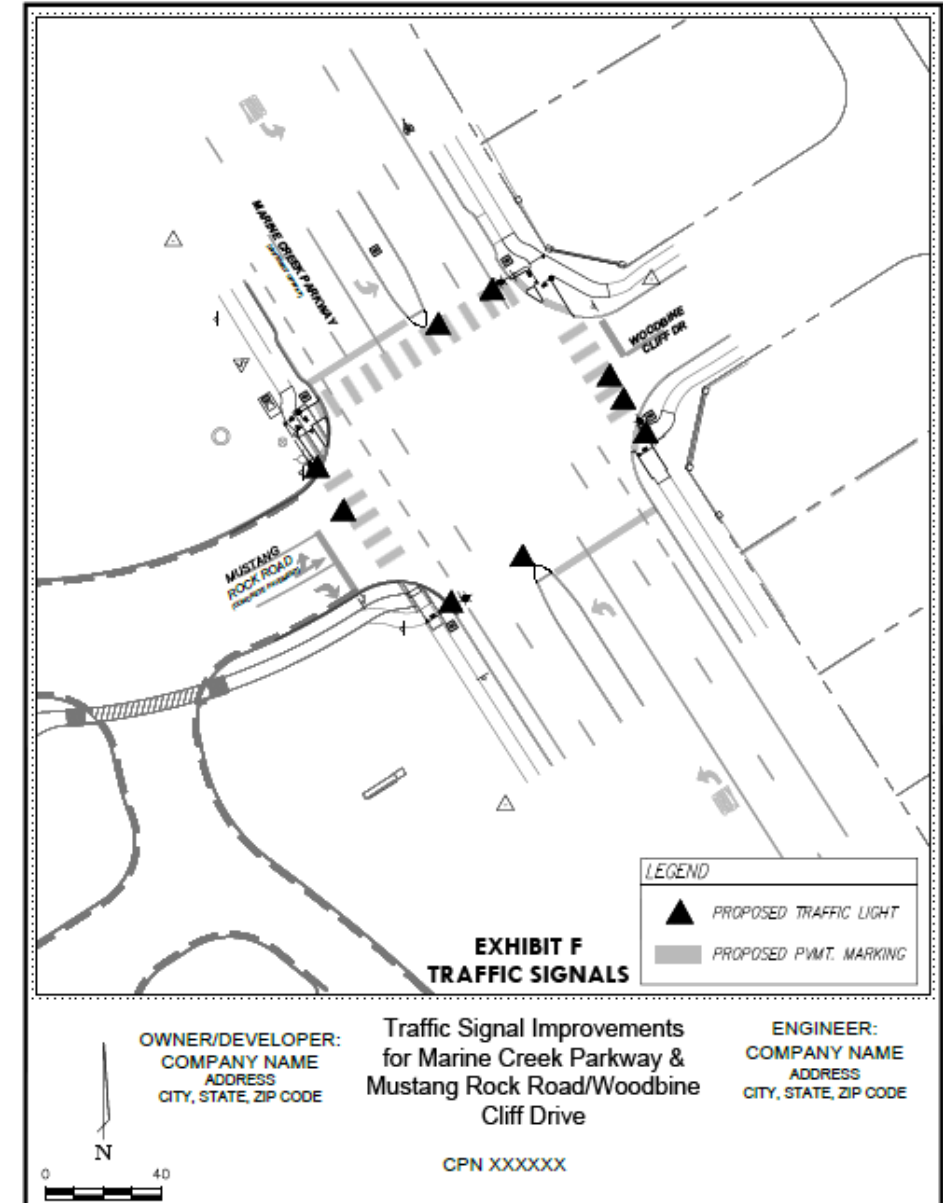 MARINE CREEK PARKWAY
WOODBINE
CLIFF DR
MUSTANG
ROCK ROAD
(CONCRETE PAVEMENT)
LEGEND
PROPOSED TRAFFIC LIGHT
PROPOSED PVMT. MARKING
EXHIBIT F
TRAFFIC SIGNALS
OWNER/DEVELOPER:
COMPANY NAME
ADDRESS
CITY, STATE, ZIP CODE
Traffic Signal Improvements
for Marine Creek Parkway &
Mustang Rock Road/Woodbine
Cliff Drive
CPN XXXXXX
ENGINEER:
COMPANY NAME
ADDRESS
CITY, STATE, ZIP CODE
N
0 40